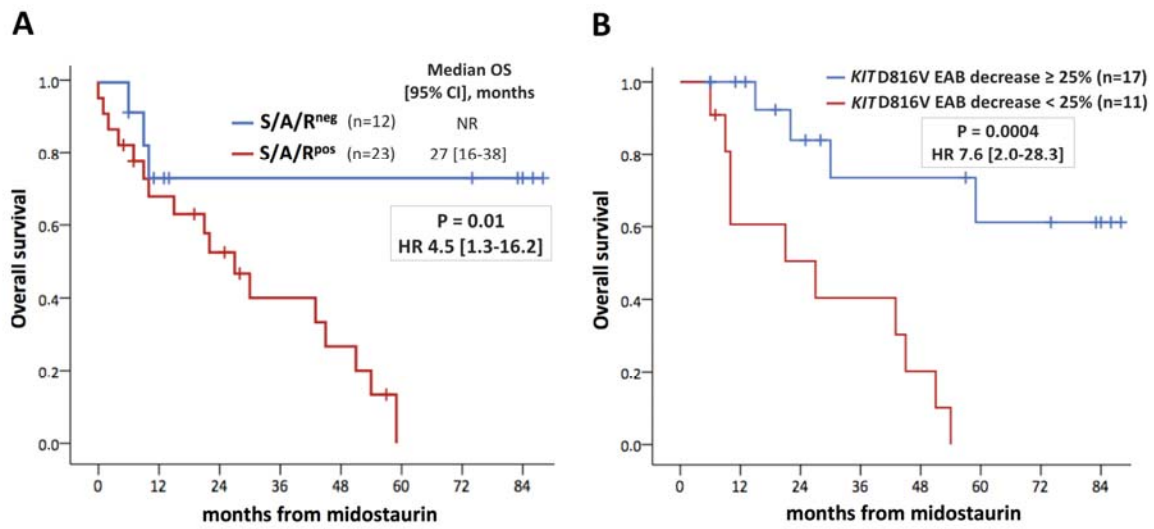 A
Median OS
[95% CI], months
S/A/Rneg (n=12) NR
S/A/Rpos (n=23) 27 [16-38]
P = 0.01
HR 4.5 [1.3-16.2]
Overall survival
1.0
0.8
0.6
0.4
0.2
0.0
0 12 24 36 48 60 72 84
months from midostaurin
B
KIT D816V EAB decrease ≥ 25% (n=17)
KIT D816V EAB decrease < 25% (n=11)
P = 0.0004
HR 7.6 [2.0-28.3]
Overall survival
1.0
0.8
0.6
0.4
0.2
0.0
0 12 24 36 48 60 72 84
months from midostaurin